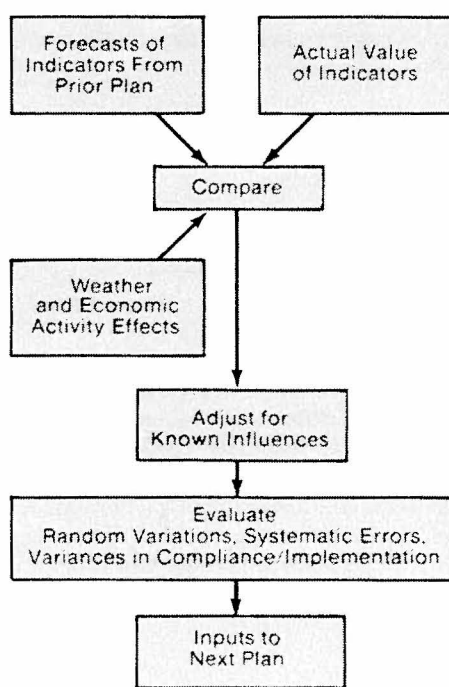 Forecasts of
Indicators From
Prior Plan
Actual Value
of Indicators
Compare
Weather
and Economic
Activity Effects
Adjust for
Known Influences
Evaluate
Random Variations, Systematic Errors,
Variances in Compliance/Implementation
Inputs to
Next Plan